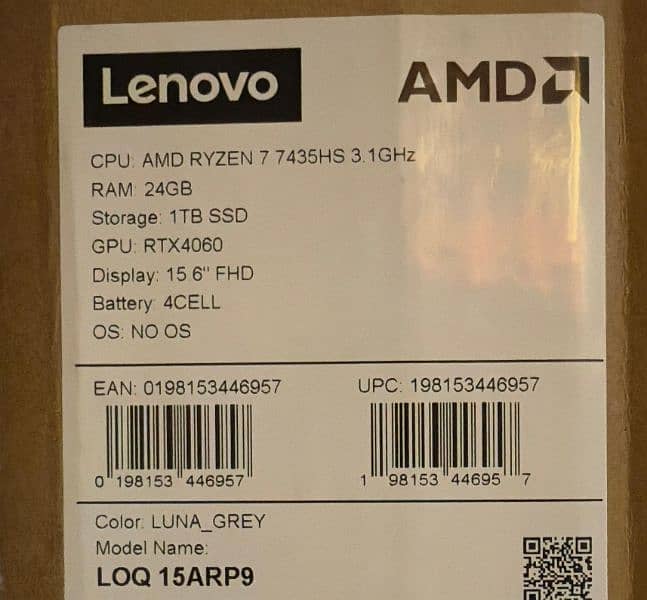 Lenovo AMD
CPU: AMD RYZEN 7 7435HS 3.1GHz
RAM: 24GB
Storage: 1TB SSD
GPU: RTX4060
Display: 15.6" FHD
Battery: 4CELL
OS: NO OS
EAN: 0198153446957 UPC: 198153446957
0 198153 446957 1 98153 44695 7
Color: LUNA_GREY
Model Name:
LOQ 15ARP9